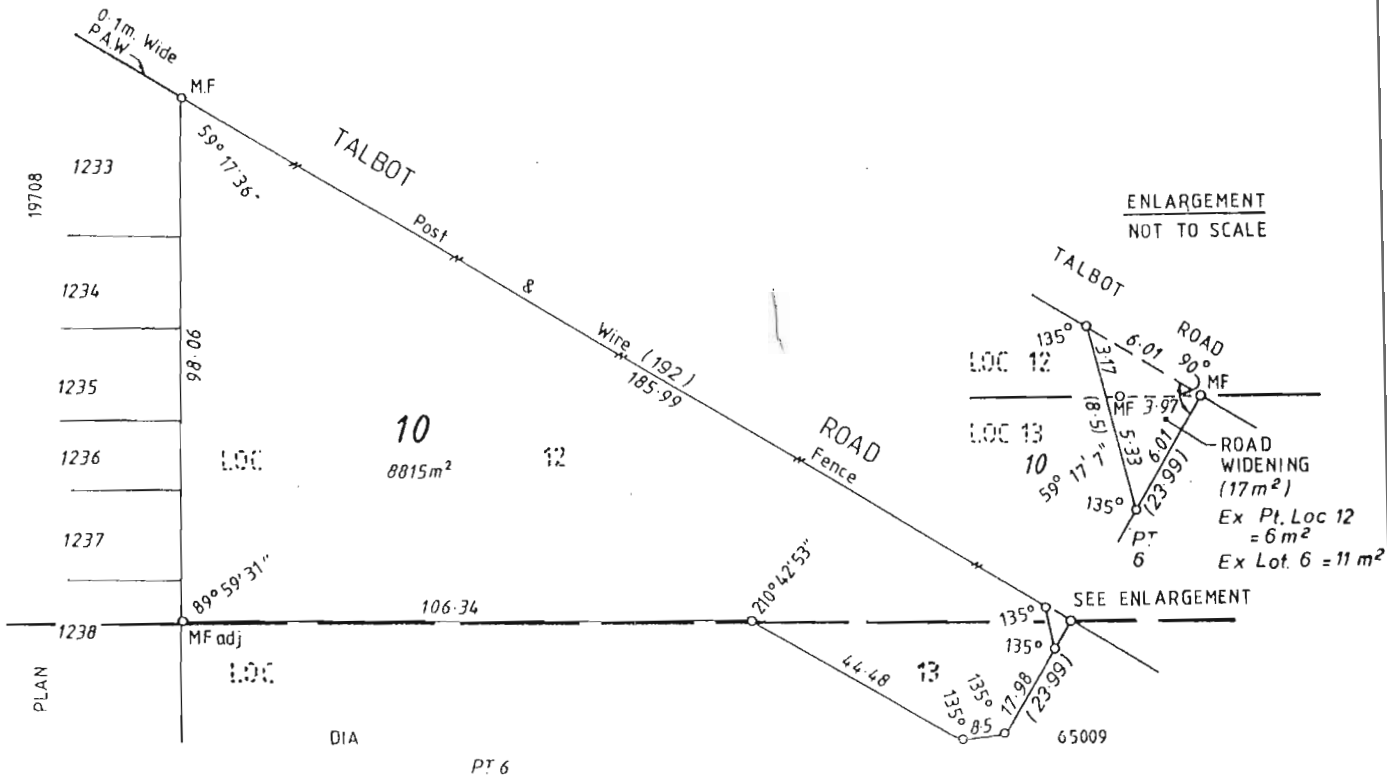 0·1m. Wide
P.A.W
M.F
59° 17'36"
TALBOT
Post
&
Wire (192)
185·99
ROAD
Fence
19708
1233
1234
1235
1236
1237
1238
PLAN
98·06
10
8815m²
LOC
12
89° 59'31"
MF adj
106·34
210° 42'53"
LOC
DIA
PT 6
44·48
13
135°
135°
8·5
17·98
(23·99)
65009
135°
135°
SEE ENLARGEMENT
ENLARGEMENT
NOT TO SCALE
TALBOT
ROAD
135°
6·01
90°
MF
3·17
LOC 12
MF 3·97
LOC 13
10
(8·5)
5·33
59° 17' 7"
6·01
(23·99)
135°
PT
6
ROAD
WIDENING
(17m²)
Ex Pt. Loc 12
= 6m²
Ex Lot. 6 = 11m²